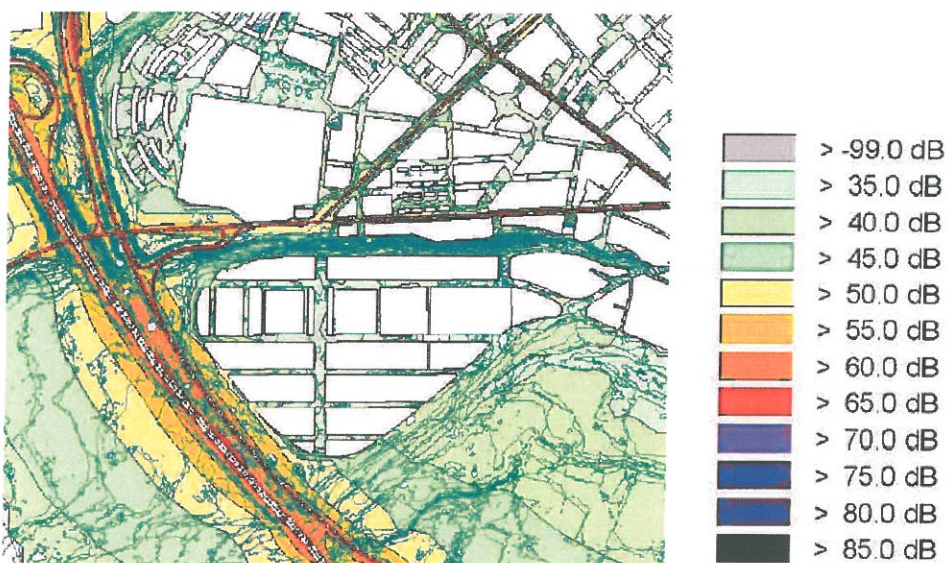 > -99.0 dB
> 35.0 dB
> 40.0 dB
> 45.0 dB
> 50.0 dB
> 55.0 dB
> 60.0 dB
> 65.0 dB
> 70.0 dB
> 75.0 dB
> 80.0 dB
> 85.0 dB